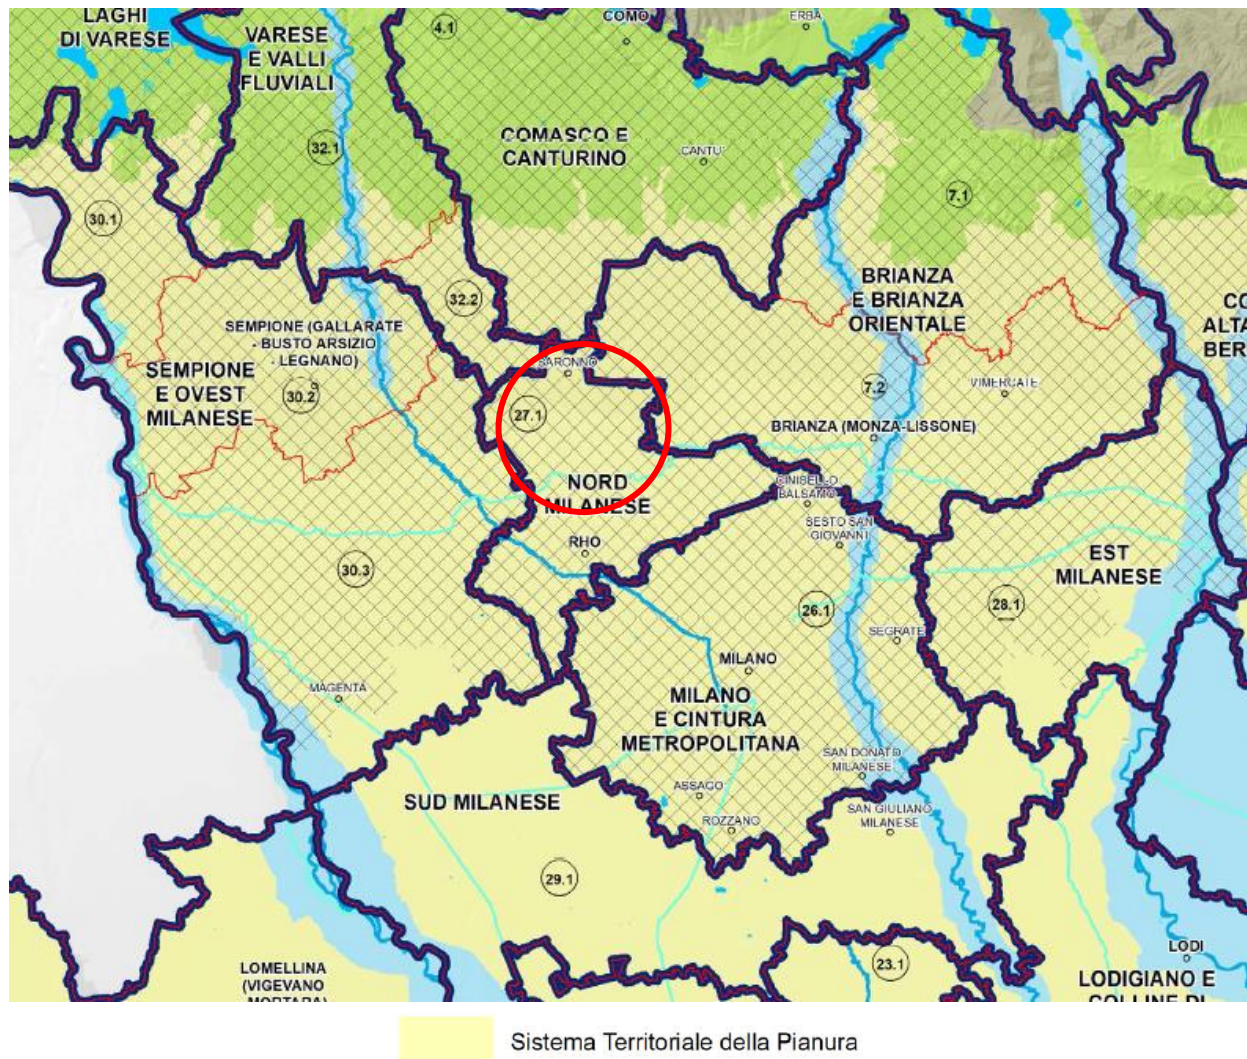 LAGHI
DI VARESE
VARESE
E VALLI
FLUVIALI
4.1
COMO
ERBA
32.1
COMASCO E
CANTURINO
CANTU'
7.1
30.1
32.2
BRIANZA
E BRIANZA
ORIENTALE
CO
ALTA
BER
SEMPIONE (GALLARATE
- BUSTO ARSIZIO
- LEGNANO)
SEMPIONE
E OVEST
MILANESE
30.2
SARONNO
27.1
7.2
VIMERCATE
BRIANZA (MONZA-LISSONE)
NORD
MILANESE
CINISELLO
BALSAMO
SESTO SAN
GIOVANNI
RHO
30.3
EST
MILANESE
26.1
28.1
SEGRATE
MILANO
MAGENTA
MILANO
E CINTURA
METROPOLITANA
SAN DONATO
MILANESE
ASSAGO
SUD MILANESE
ROZZANO
SAN GIULIANO
MILANESE
29.1
23.1
LODI
LOMELLINA
(VIGEVANO
- MORTARA)
LODIGIANO E
COLLINE DI
Sistema Territoriale della Pianura